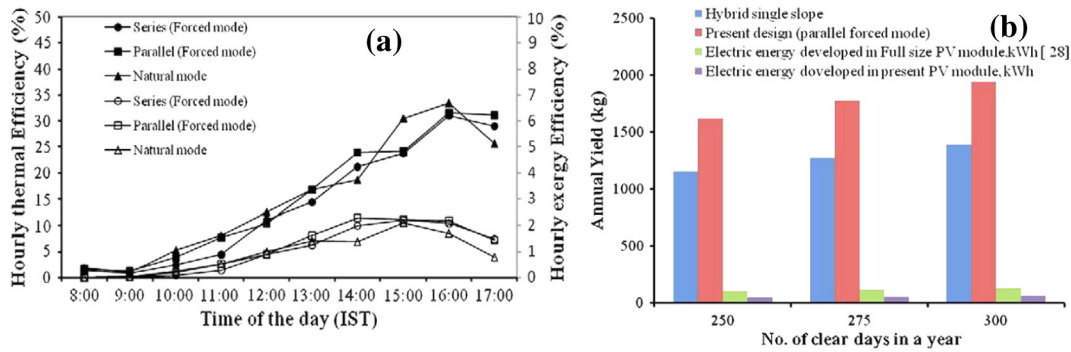 (a)
Hourly thermal Efficiency (%)
50
45
40
35
30
25
20
15
10
5
0
Series (Forced mode)
Parallel (Forced mode)
Natural mode
Series (Forced mode)
Parallel (Forced mode)
Natural mode
10
9
8
7
6
5
4
3
2
1
0
Hourly exergy Efficiency (%)
8:00 9:00 10:00 11:00 12:00 13:00 14:00 15:00 16:00 17:00
Time of the day (IST)
(b)
Hybrid single slope
Present design (parallel forced mode)
Electric energy developed in Full size PV module,kWh [ 28]
Electric energy doveloped in present PV module,kWh
Annual Yield (kg)
2500
2000
1500
1000
500
0
250 275 300
No. of clear days in a year